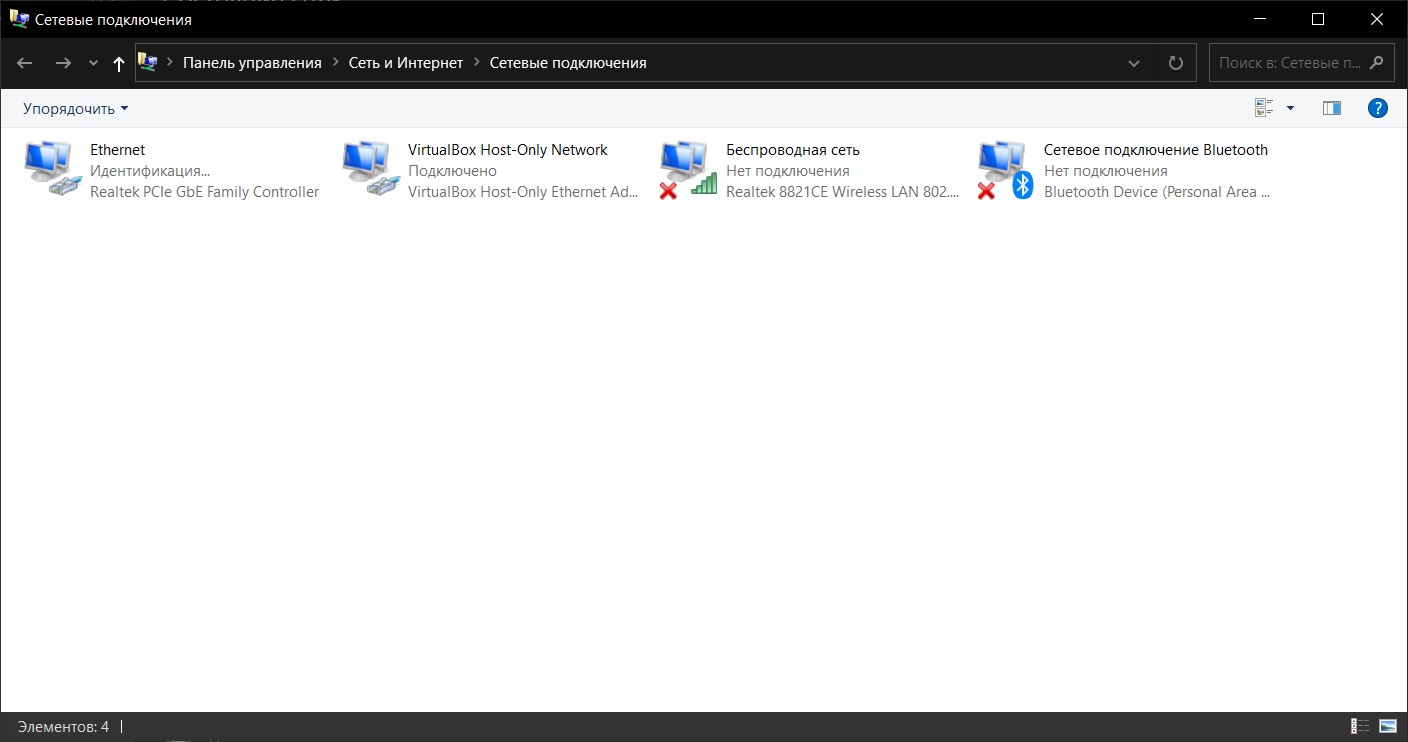 Сетевые подключения
Панель управления Сеть и Интернет Сетевые подключения
Поиск в: Сетевые п...
Упорядочить
?
Ethernet
Идентификация...
Realtek PCIe GbE Family Controller
VirtualBox Host-Only Network
Подключено
VirtualBox Host-Only Ethernet Ad...
Беспроводная сеть
Нет подключения
Realtek 8821CE Wireless LAN 802....
Сетевое подключение Bluetooth
Нет подключения
Bluetooth Device (Personal Area ...
Элементов: 4